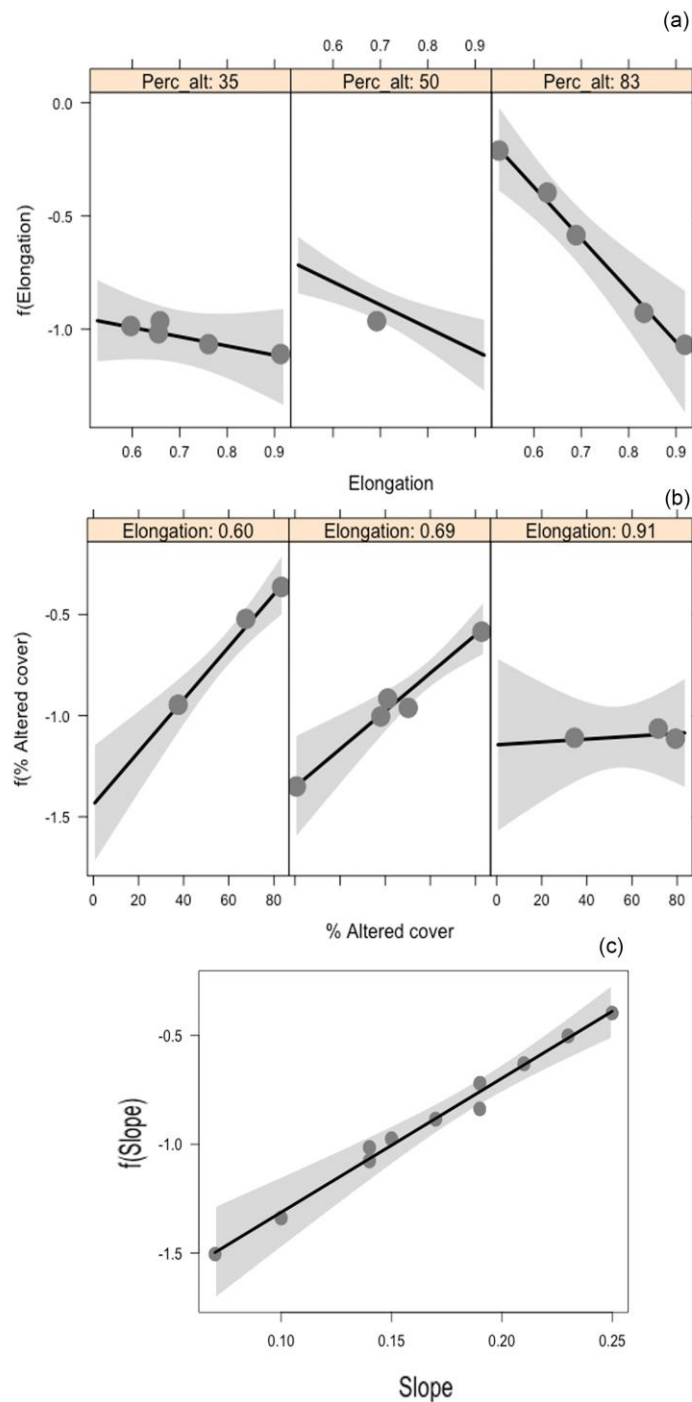 (a)
0.6 0.7 0.8 0.9
Perc_alt: 35 Perc_alt: 50 Perc_alt: 83
f(Elongation)
0.0
-0.5
-1.0
0.6 0.7 0.8 0.9 0.6 0.7 0.8 0.9
Elongation
(b)
Elongation: 0.60 Elongation: 0.69 Elongation: 0.91
f(% Altered cover)
-0.5
-1.0
-1.5
0 20 40 60 80 0 20 40 60 80
% Altered cover
(c)
f(Slope)
-0.5
-1.0
-1.5
0.10 0.15 0.20 0.25
Slope